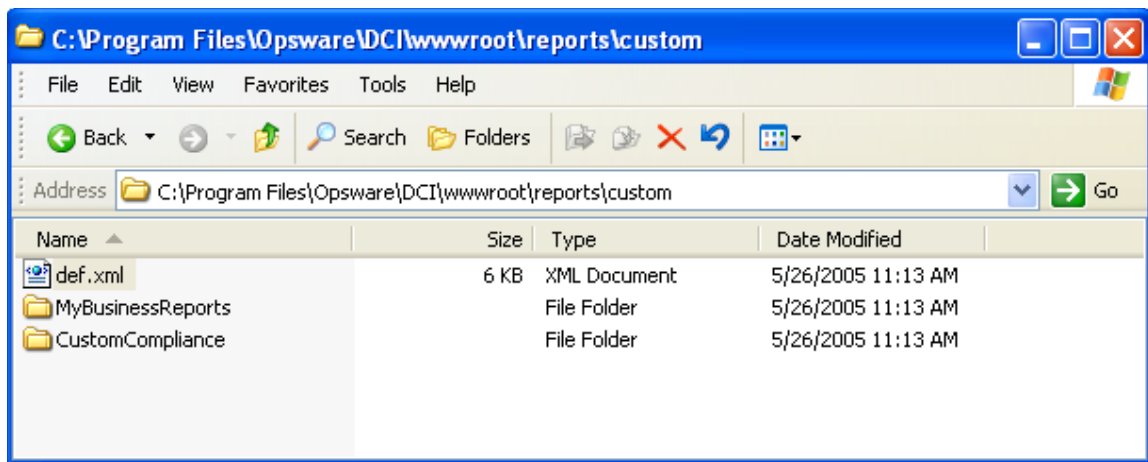 C:\Program Files\Opsware\DCI\wwwroot\reports\custom
File Edit View Favorites Tools Help
Back Search Folders
Address C:\Program Files\Opsware\DCI\wwwroot\reports\custom Go
Name Size Type Date Modified
def.xml 6 KB XML Document 5/26/2005 11:13 AM
MyBusinessReports File Folder 5/26/2005 11:13 AM
CustomCompliance File Folder 5/26/2005 11:13 AM